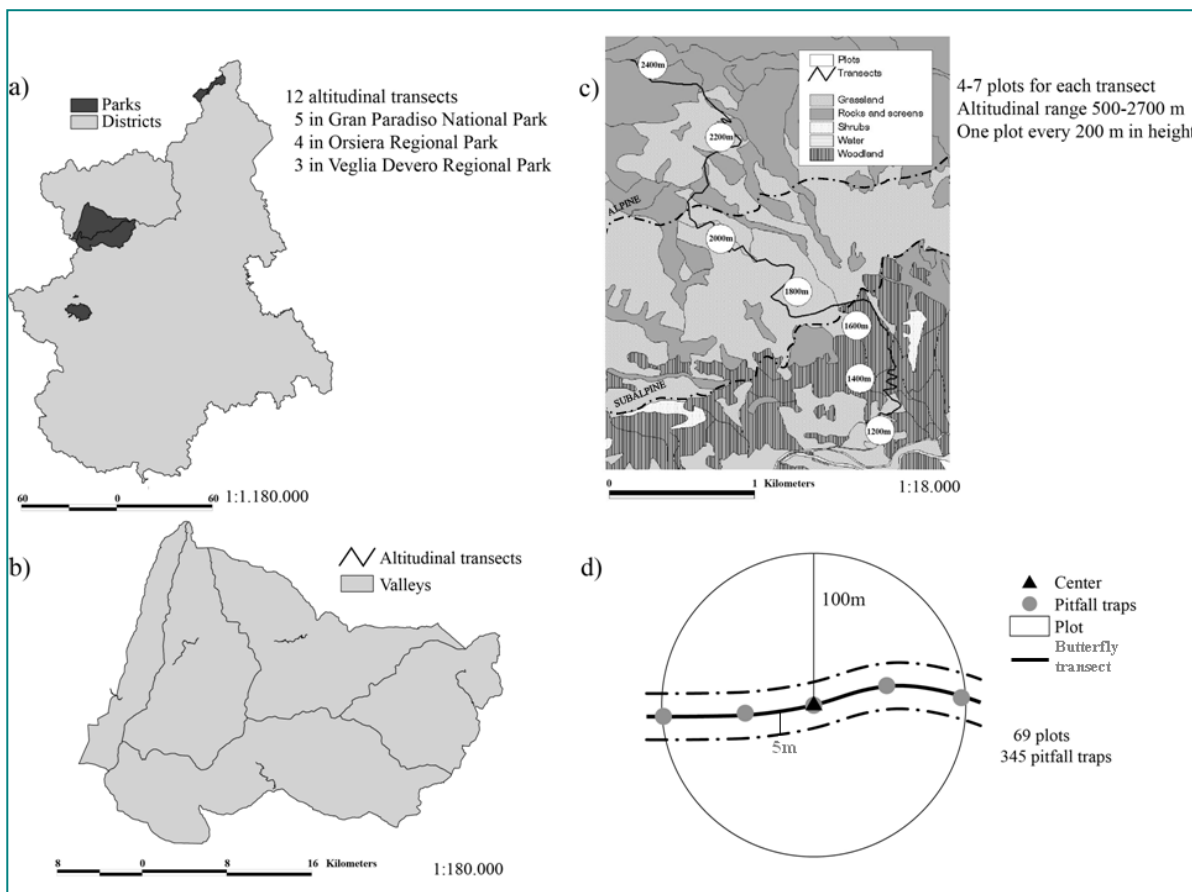 a)
Parks
Districts
12 altitudinal transects
5 in Gran Paradiso National Park
4 in Orsiera Regional Park
3 in Veglia Devero Regional Park
60 0 60
1:1.180.000
b)
Altitudinal transects
Valleys
8 0 8 16 Kilometers
1:180.000
c)
2400m
2200m
2000m
1800m
1600m
1400m
1200m
ALPINE
SUBALPINE
Plots
Transects
Grassland
Rocks and screens
Shrubs
Water
Woodland
4-7 plots for each transect
Altitudinal range 500-2700 m
One plot every 200 m in height
0 1 Kilometers
1:18.000
d)
100m
5m
Center
Pitfall traps
Plot
Butterfly
transect
69 plots
345 pitfall traps